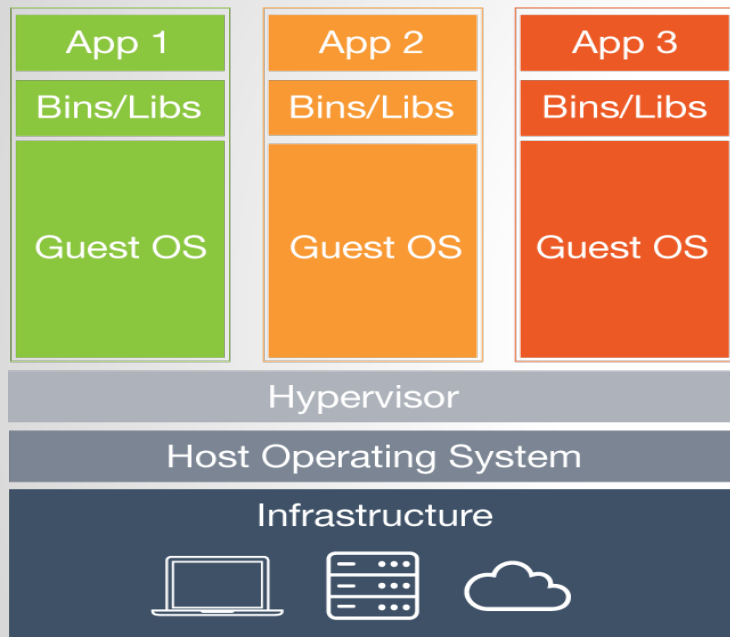 App 1
App 2
App 3
Bins/Libs
Bins/Libs
Bins/Libs
Guest OS
Guest OS
Guest OS
Hypervisor
Host Operating System
Infrastructure